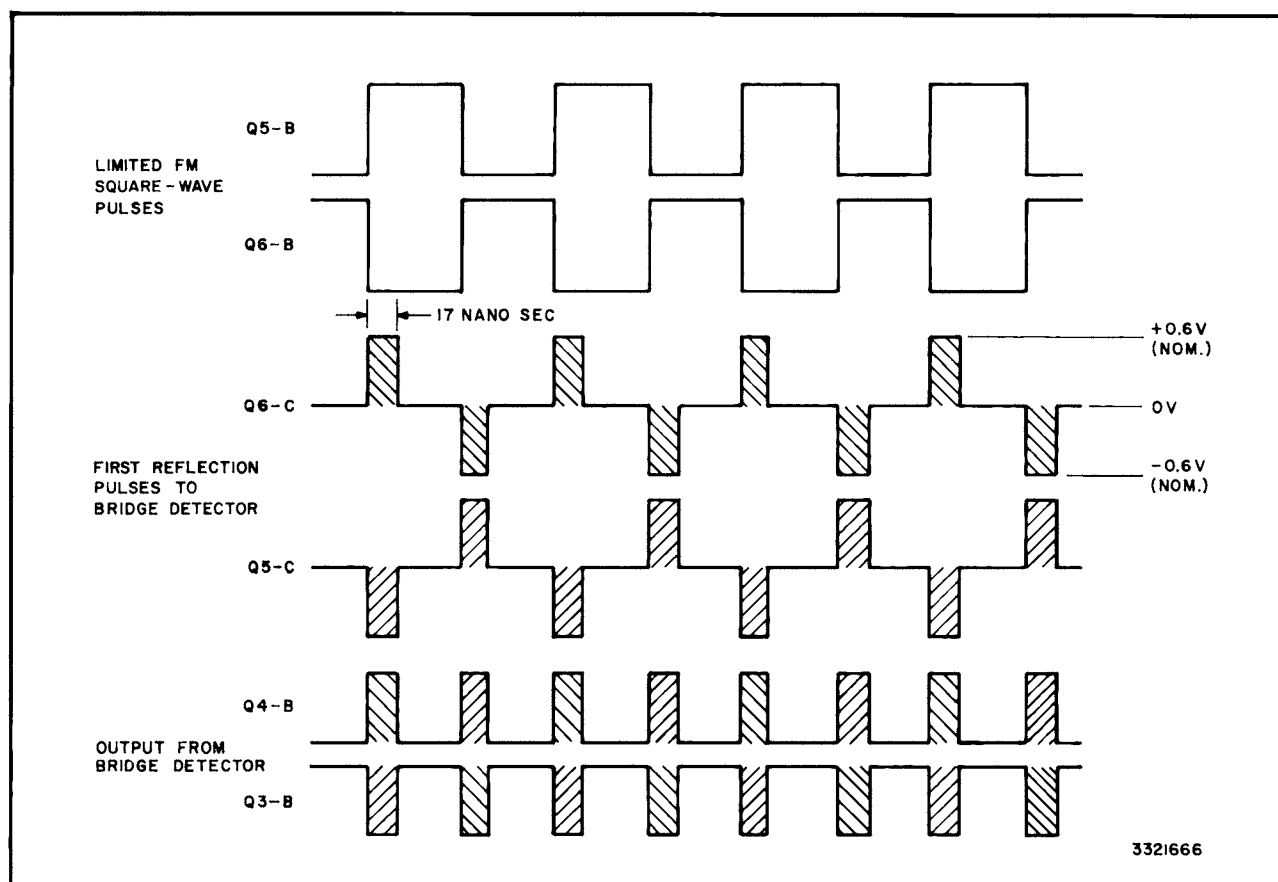 Q5-B
LIMITED FM
SQUARE-WAVE
PULSES
Q6-B
17 NANO SEC
+0.6V
(NOM.)
Q6-C
0V
-0.6V
(NOM.)
FIRST REFLECTION
PULSES TO
BRIDGE DETECTOR
Q5-C
Q4-B
OUTPUT FROM
BRIDGE DETECTOR
Q3-B
3321666